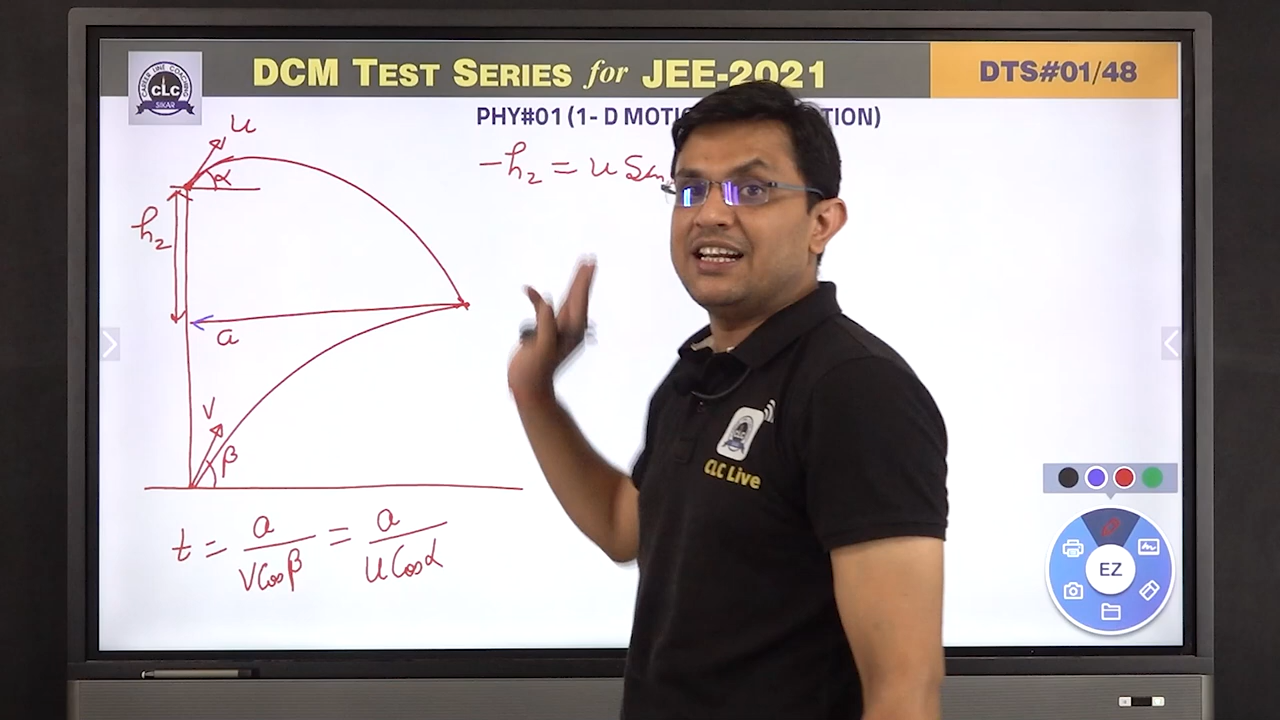 DCM TEST SERIES for JEE-2021
DTS#01/48
CAREER LINE COACHING
CLC
SIKAR
PHY#01 (1- D MOTI TION)
u
α
-h₂ = u Sin
h₂
a
v
β
t = a/(v Cos β) = a/(u Cos α)
CLC Live
EZ